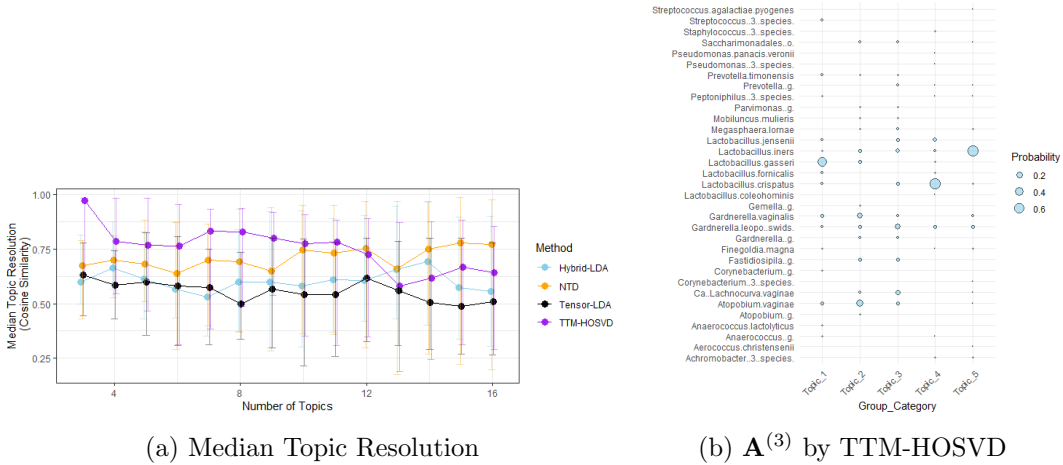 Median Topic Resolution
(Cosine Similarity)
1.00
0.75
0.50
0.25
4
8
12
16
Number of Topics
Method
Hybrid-LDA
NTD
Tensor-LDA
TTM-HOSVD
(a) Median Topic Resolution
Streptococcus.agalactiae.pyogenes
Streptococcus..3..species.
Staphylococcus..3..species.
Saccharimonadales..o.
Pseudomonas.panacis.veronii
Pseudomonas..3..species.
Prevotella.timonensis
Prevotella..g.
Peptoniphilus..3..species.
Parvimonas..g.
Mobiluncus.mulieris
Megasphaera.lornae
Lactobacillus.jensenii
Lactobacillus.iners
Lactobacillus.gasseri
Lactobacillus.fornicalis
Lactobacillus.crispatus
Lactobacillus.coleohominis
Gemella..g.
Gardnerella.vaginalis
Gardnerella.leopo..swids.
Gardnerella..g.
Finegoldia.magna
Fastidiosipila..g.
Corynebacterium..g.
Corynebacterium..3..species.
Ca..Lachnocurva.vaginae
Atopobium.vaginae
Atopobium..g.
Anaerococcus.lactolyticus
Anaerococcus..g.
Aerococcus.christensenii
Achromobacter..3..species.
Topic_1
Topic_2
Topic_3
Topic_4
Topic_5
Group_Category
Probability
0.2
0.4
0.6
(b) A(3) by TTM-HOSVD